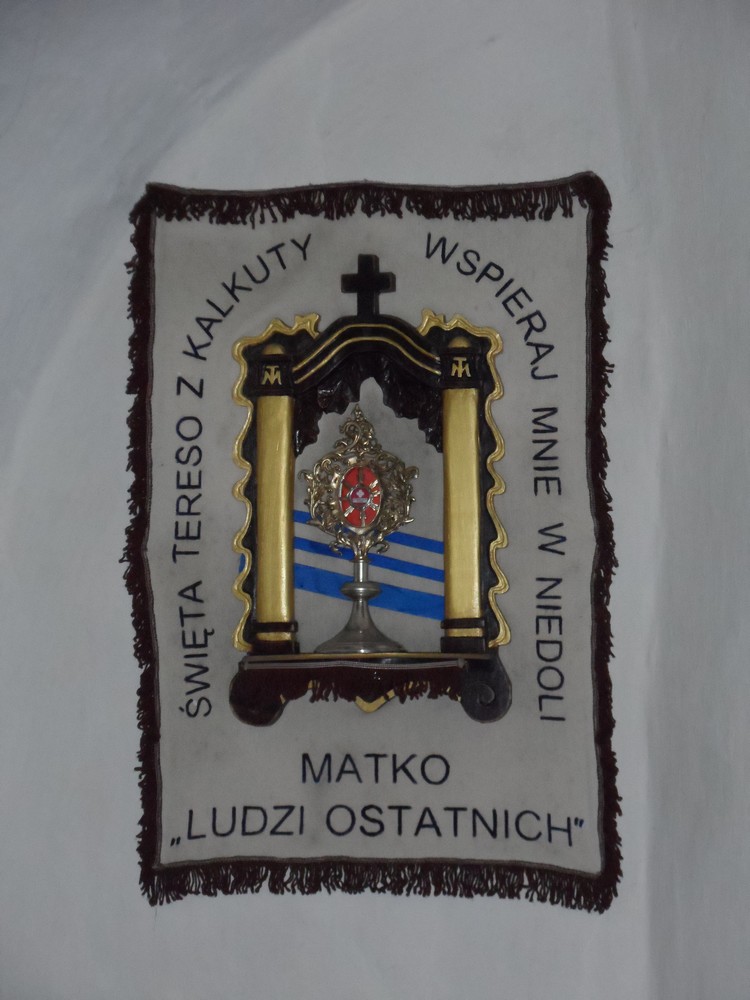 ŚWIĘTA TERESO Z KALKUTY
WSPIERAJ MNIE W NIEDOLI
MATKO
„LUDZI OSTATNICH”